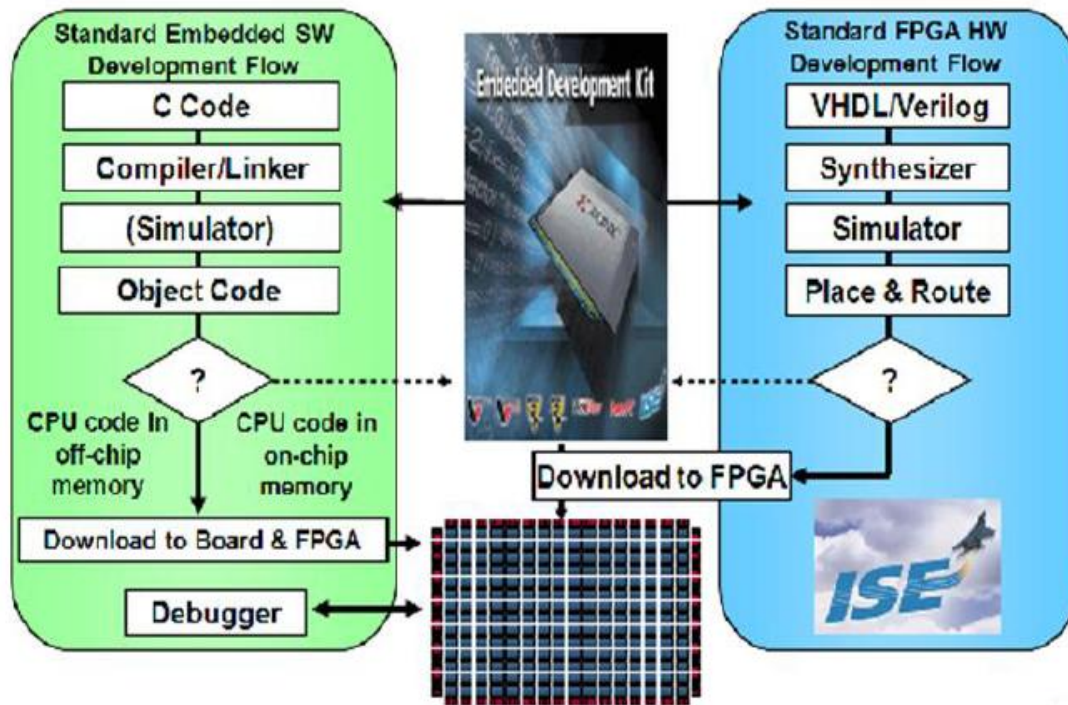 Standard Embedded SW
Development Flow
C Code
Compiler/Linker
(Simulator)
Object Code
?
CPU code in
off-chip
memory
CPU code in
on-chip
memory
Download to Board & FPGA
Debugger
Embedded Development Kit
XILINX
ISE
Download to FPGA
Standard FPGA HW
Development Flow
VHDL/Verilog
Synthesizer
Simulator
Place & Route
?
ISE